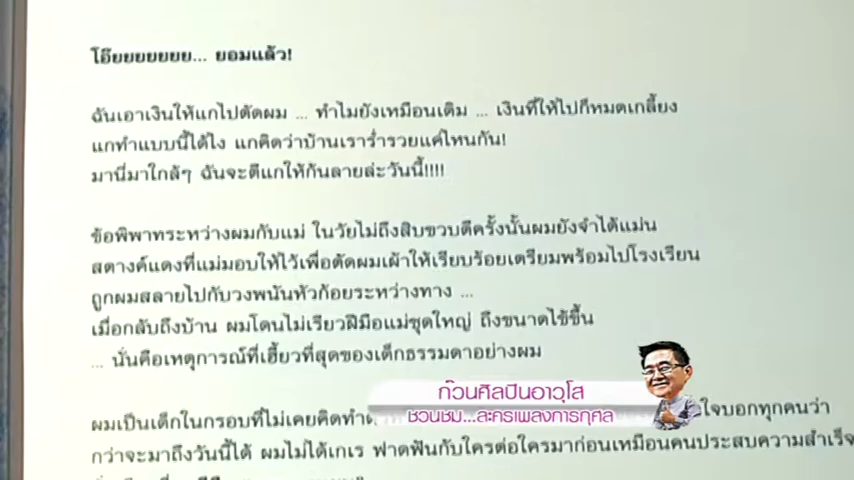 โอ๊ยยยยยยย... ยอมแล้ว!
ฉันเอาเงินให้แกไปตัดผม ... ทำไมยังเหมือนเดิม ... เงินที่ให้ไปก็หมดเกลี้ยง
แกทำแบบนี้ได้ไง แกคิดว่าบ้านเราร่ำรวยแค่ไหนกัน!
มานี่มาใกล้ๆ ฉันจะตีแกให้ก้นลายล่ะวันนี้!!!!
ข้อพิพาทระหว่างผมกับแม่ ในวัยไม่ถึงสิบขวบดีครั้งนั้นผมยังจำได้แม่น
สตางค์แดงที่แม่มอบให้ไว้เพื่อตัดผมเผ้าให้เรียบร้อยเตรียมพร้อมไปโรงเรียน
ถูกผมสลายไปกับวงพนันหัวก้อยระหว่างทาง ...
เมื่อกลับถึงบ้าน ผมโดนไม้เรียวฝีมือแม่ชุดใหญ่ ถึงขนาดไข้ขึ้น
... นั่นคือเหตุการณ์ที่เฮี้ยวที่สุดของเด็กธรรมดาอย่างผม
ก๊วนศิลปินอาวุโส
ชวนชม...ละครเพลงการกุศล
ผมเป็นเด็กในกรอบที่ไม่เคยคิดทำ ใจบอกทุกคนว่า
กว่าจะมาถึงวันนี้ได้ ผมไม่ได้เกเร ฟาดฟันกับใครต่อใครมาก่อนเหมือนคนประสบความสำเร็จ